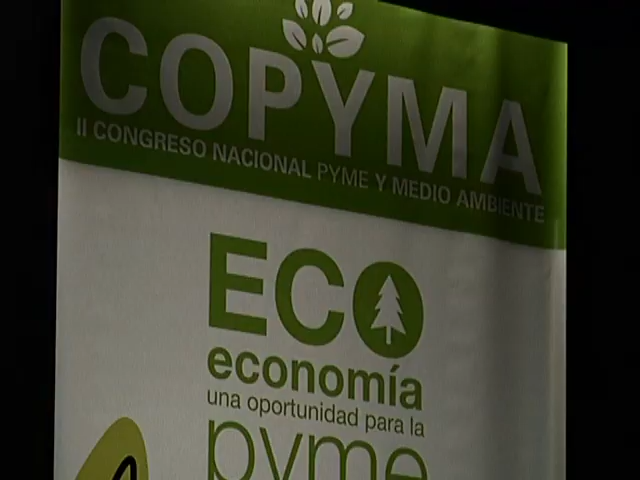 COPYMA
II CONGRESO NACIONAL PYME Y MEDIO AMBIENTE
ECO
economía
una oportunidad para la
pyme